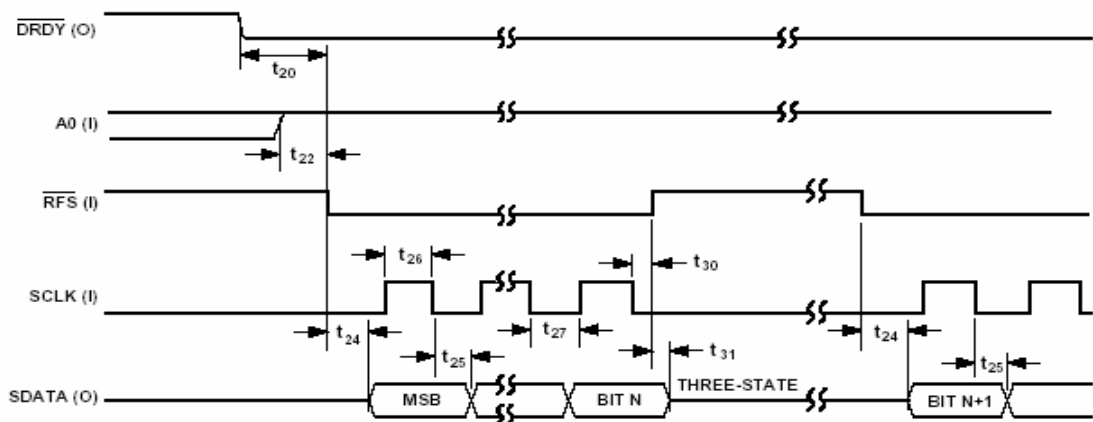 DRDY (O)
t20
A0 (I)
t22
RFS (I)
t26
t30
SCLK (I)
t24
t27
t24
t25
t31
t25
SDATA (O)
MSB
BIT N
THREE-STATE
BIT N+1